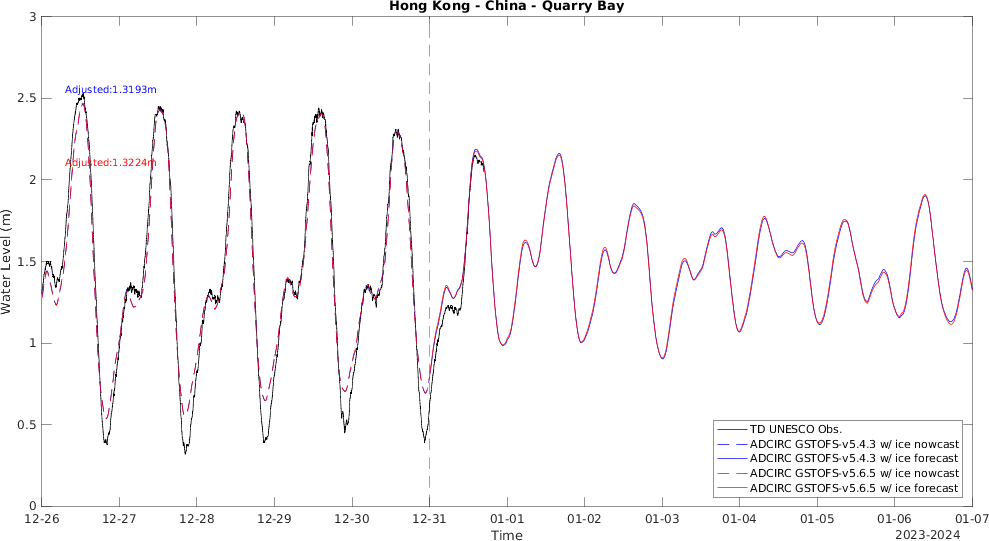 Hong Kong - China - Quarry Bay
3
2.5
2
1.5
1
0.5
0
Water Level (m)
Adjusted:1.3193m
Adjusted:1.3224m
TD UNESCO Obs.
ADCIRC GSTOFS-v5.4.3 w/ ice nowcast
ADCIRC GSTOFS-v5.4.3 w/ ice forecast
ADCIRC GSTOFS-v5.6.5 w/ ice nowcast
ADCIRC GSTOFS-v5.6.5 w/ ice forecast
12-26 12-27 12-28 12-29 12-30 12-31 01-01 01-02 01-03 01-04 01-05 01-06 01-07
Time
2023-2024